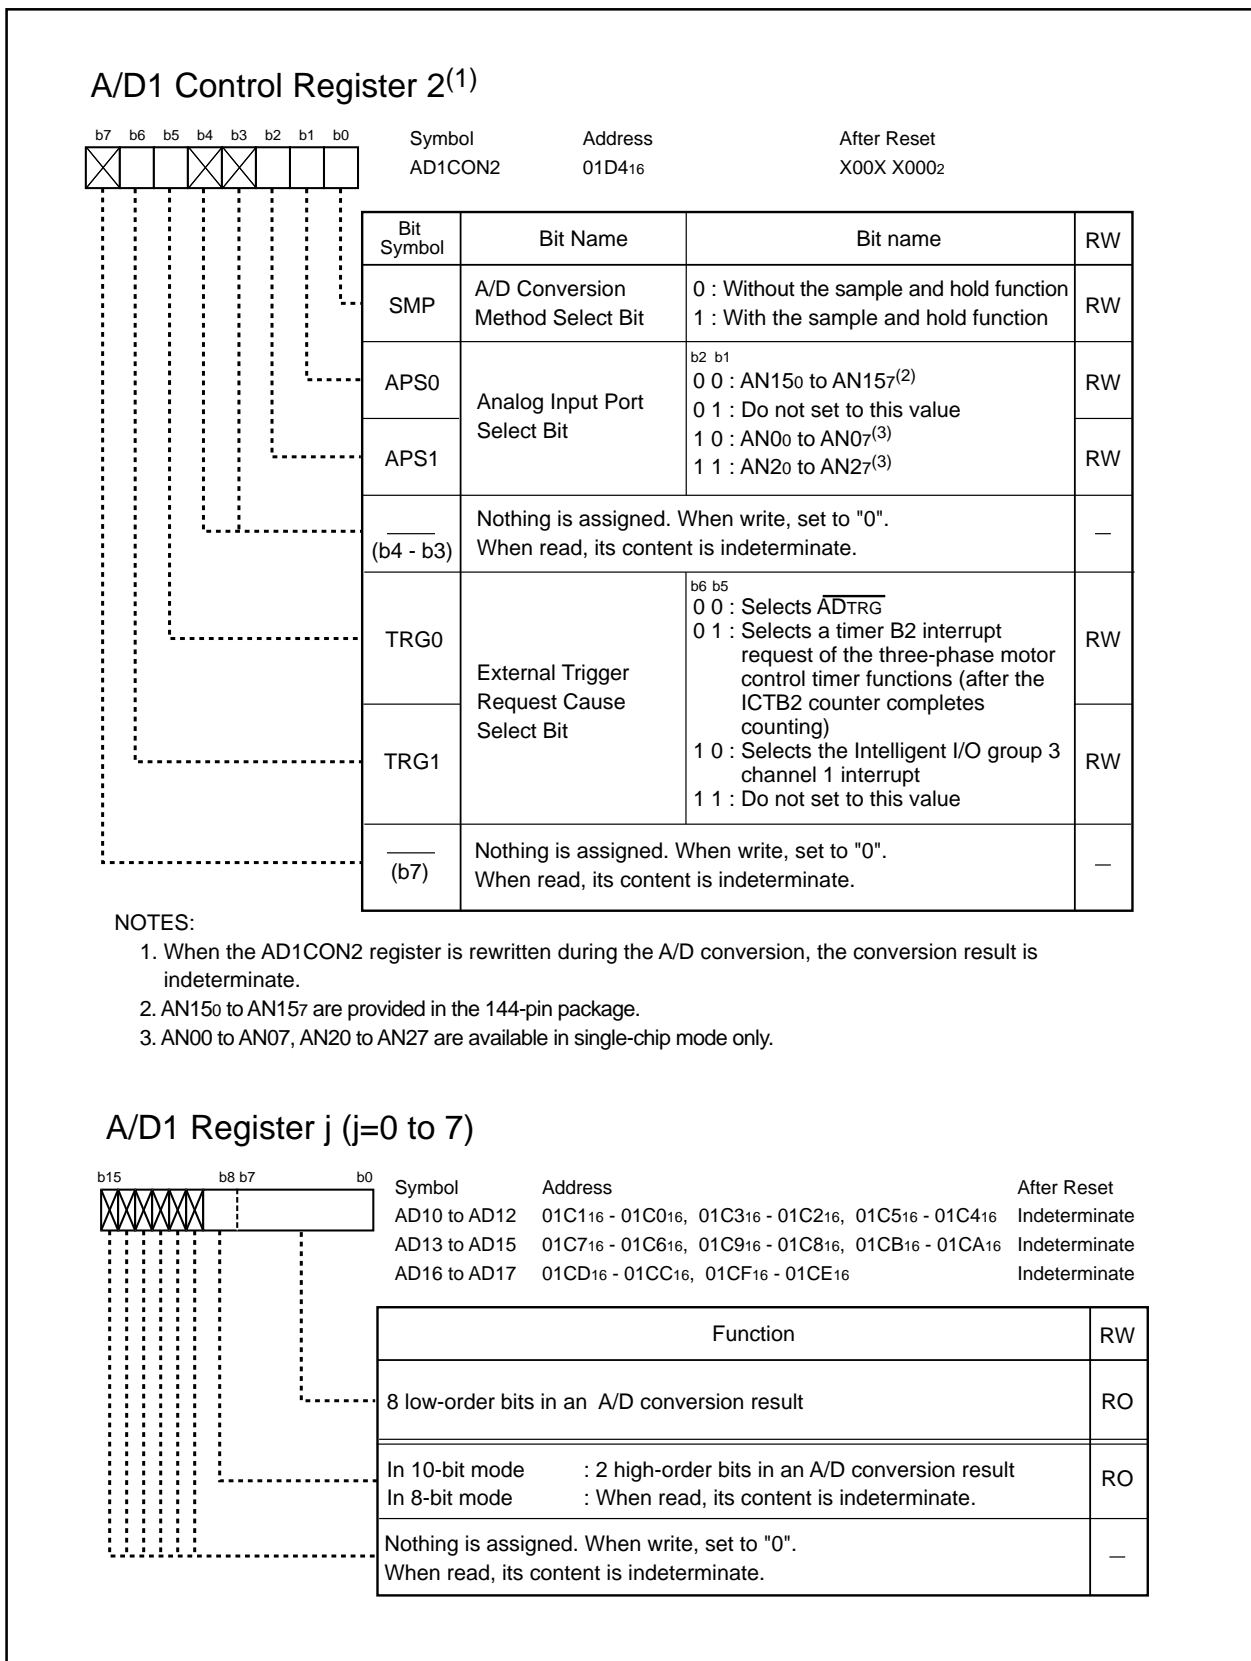 A/D1 Control Register 2(1)
b7 b6 b5 b4 b3 b2 b1 b0
Symbol Address After Reset
AD1CON2 01D416 X00X X0002
Bit Symbol Bit Name Bit name RW
SMP A/D Conversion Method Select Bit 0 : Without the sample and hold function RW
1 : With the sample and hold function
b2 b1
APS0 Analog Input Port Select Bit 0 0 : AN150 to AN157(2) RW
0 1 : Do not set to this value
APS1 1 0 : AN00 to AN07(3) RW
1 1 : AN20 to AN27(3)
(b4 - b3) Nothing is assigned. When write, set to "0". —
When read, its content is indeterminate.
b6 b5
0 0 : Selects ADTRG
TRG0 External Trigger Request Cause Select Bit 0 1 : Selects a timer B2 interrupt RW
request of the three-phase motor
control timer functions (after the
ICTB2 counter completes
counting)
TRG1 1 0 : Selects the Intelligent I/O group 3 RW
channel 1 interrupt
1 1 : Do not set to this value
(b7) Nothing is assigned. When write, set to "0". —
When read, its content is indeterminate.
NOTES:
1. When the AD1CON2 register is rewritten during the A/D conversion, the conversion result is
indeterminate.
2. AN150 to AN157 are provided in the 144-pin package.
3. AN00 to AN07, AN20 to AN27 are available in single-chip mode only.
A/D1 Register j (j=0 to 7)
b15 b8 b7 b0
Symbol Address After Reset
AD10 to AD12 01C116 - 01C016, 01C316 - 01C216, 01C516 - 01C416 Indeterminate
AD13 to AD15 01C716 - 01C616, 01C916 - 01C816, 01CB16 - 01CA16 Indeterminate
AD16 to AD17 01CD16 - 01CC16, 01CF16 - 01CE16 Indeterminate
Function RW
8 low-order bits in an A/D conversion result RO
In 10-bit mode : 2 high-order bits in an A/D conversion result RO
In 8-bit mode : When read, its content is indeterminate.
Nothing is assigned. When write, set to "0". —
When read, its content is indeterminate.